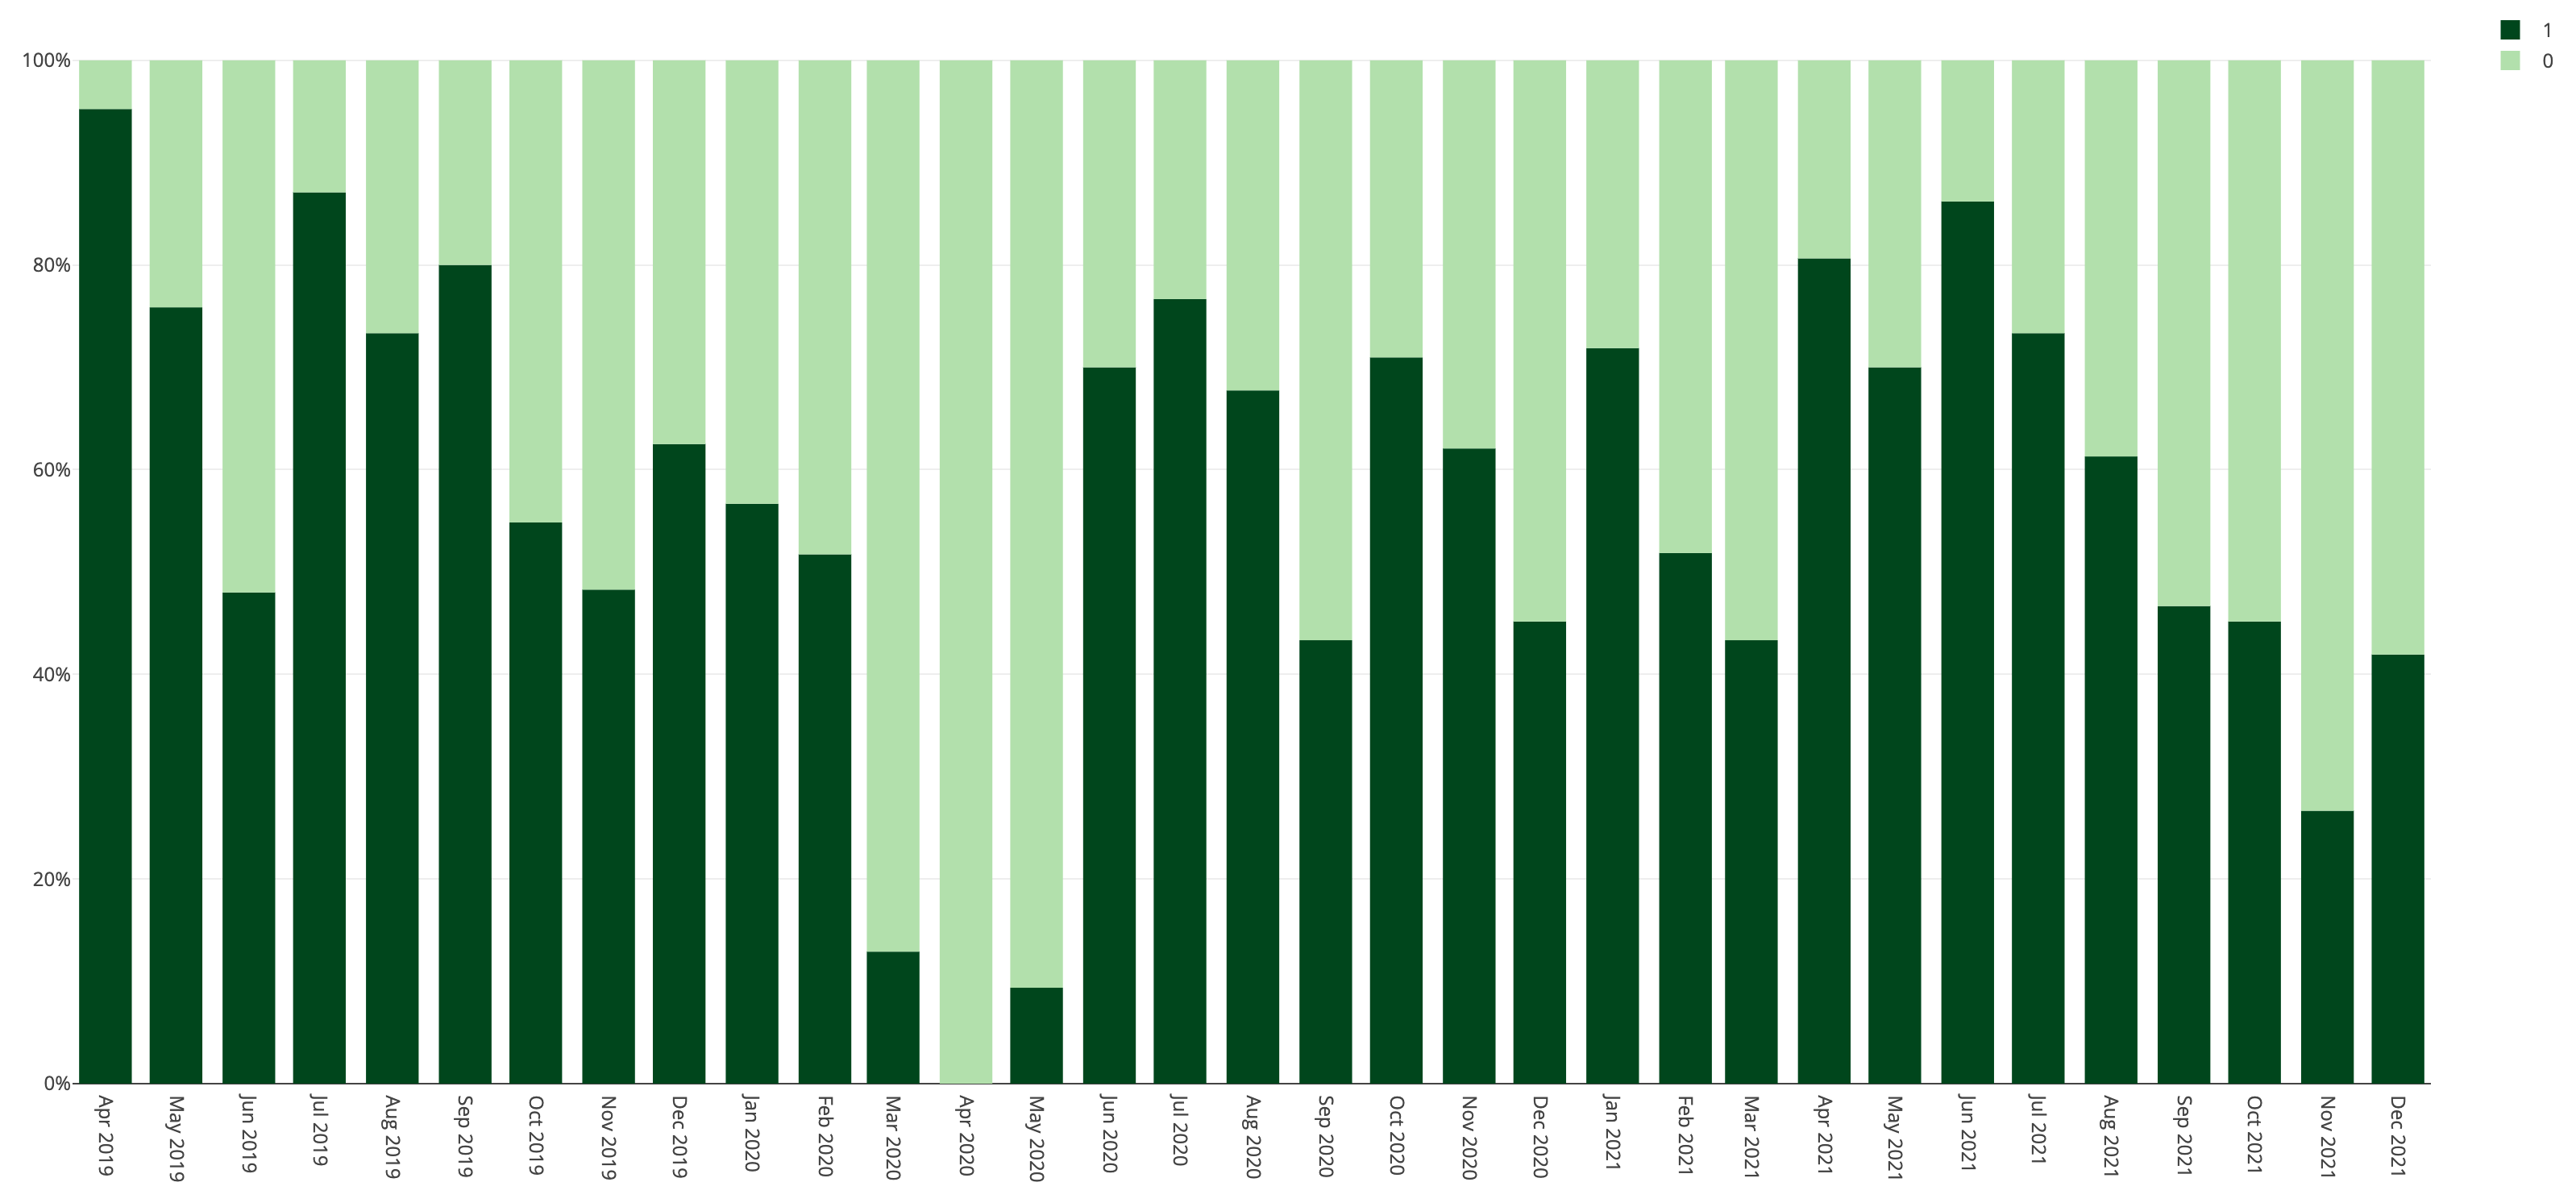 1
0
100%
80%
60%
40%
20%
0%
Apr 2019
May 2019
Jun 2019
Jul 2019
Aug 2019
Sep 2019
Oct 2019
Nov 2019
Dec 2019
Jan 2020
Feb 2020
Mar 2020
Apr 2020
May 2020
Jun 2020
Jul 2020
Aug 2020
Sep 2020
Oct 2020
Nov 2020
Dec 2020
Jan 2021
Feb 2021
Mar 2021
Apr 2021
May 2021
Jun 2021
Jul 2021
Aug 2021
Sep 2021
Oct 2021
Nov 2021
Dec 2021